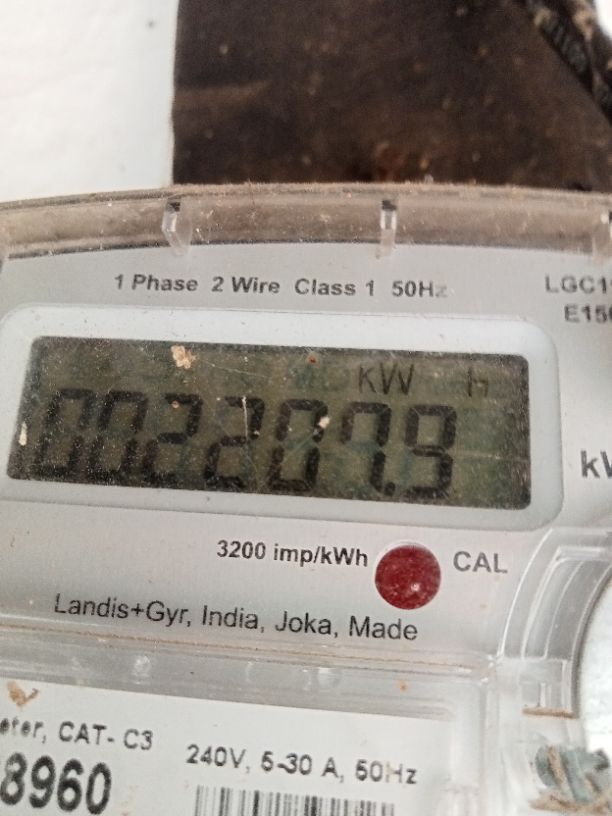 1 Phase 2 Wire Class 1 50Hz
kW h
002207.9
3200 imp/kWh
CAL
Landis+Gyr, India, Joka, Made
CAT- C3
240V, 5-30 A, 50Hz
8960